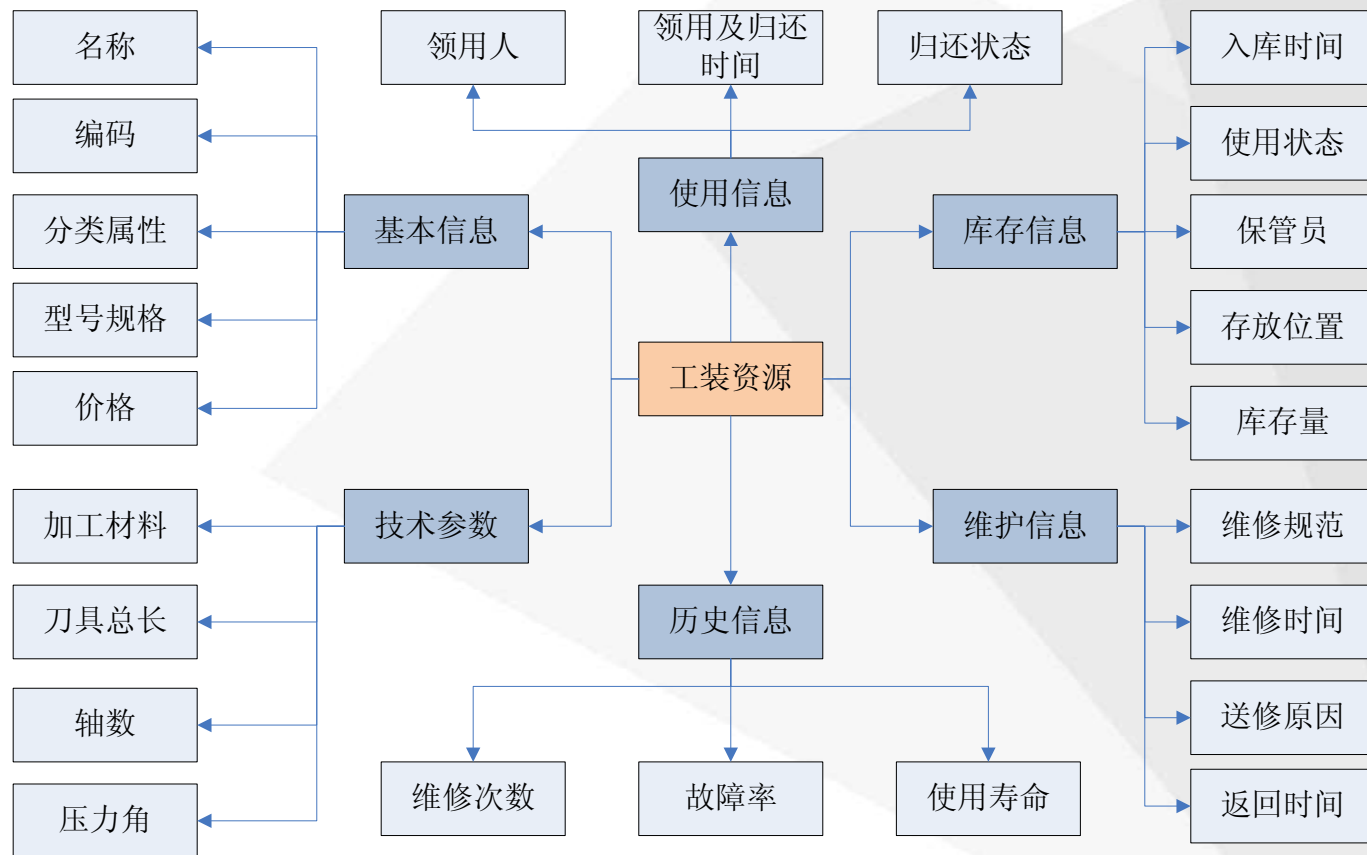 名称
领用人
领用及归还
时间
归还状态
入库时间
编码
使用状态
使用信息
分类属性
基本信息
库存信息
保管员
型号规格
存放位置
工装资源
价格
库存量
加工材料
技术参数
维护信息
维修规范
刀具总长
历史信息
维修时间
轴数
送修原因
维修次数
故障率
使用寿命
返回时间
压力角